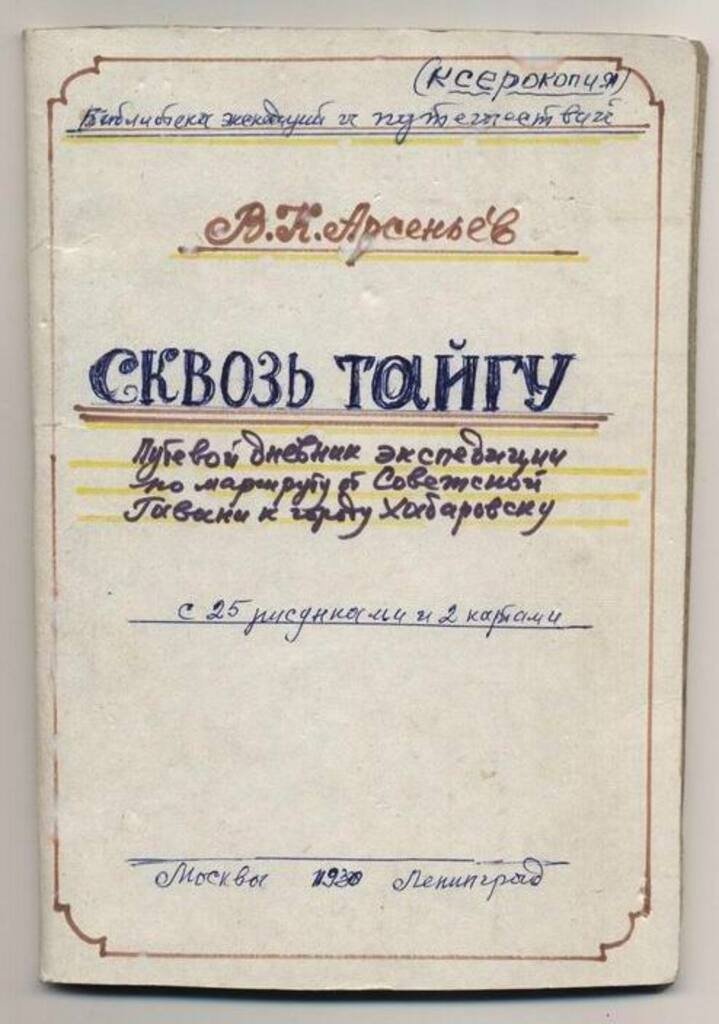 (ксерокопия)
Библиотека экспедиций и путешествий
В.К. Арсеньев
СКВОЗЬ ТАЙГУ
Путевой дневник экспедиции
по маршруту от Советской
Гавани к городу Хабаровску
с 25 рисунками и 2 картами
Москва 1930 Ленинград